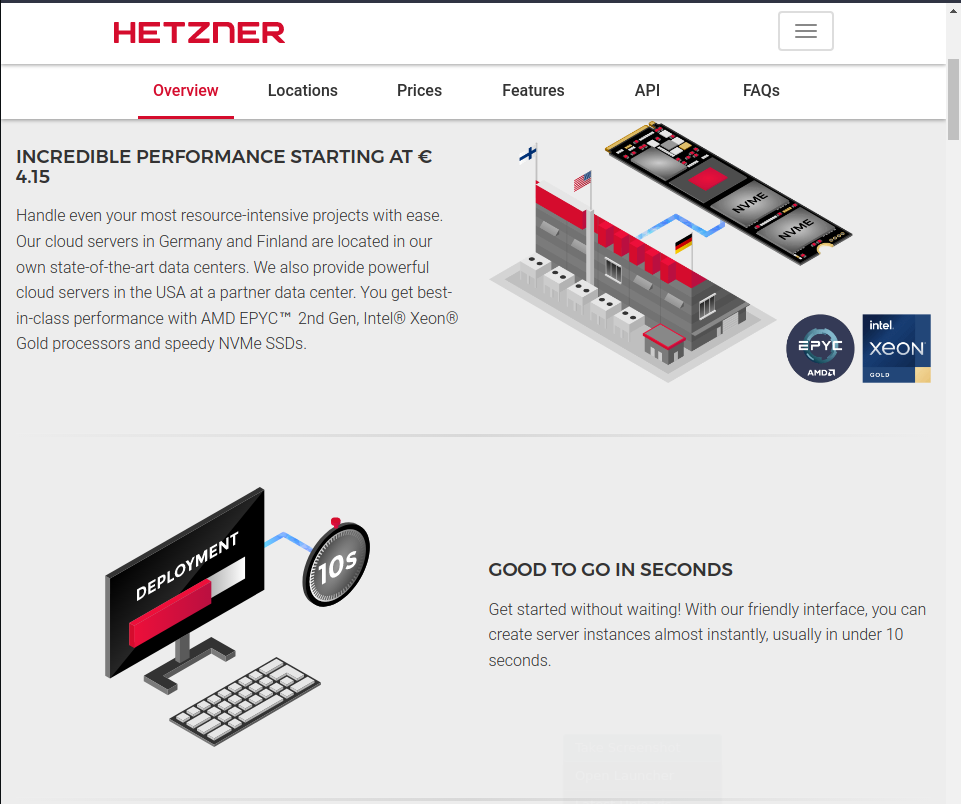 HETZNER
Overview
Locations
Prices
Features
API
FAQs
INCREDIBLE PERFORMANCE STARTING AT €
4.15
Handle even your most resource-intensive projects with ease.
Our cloud servers in Germany and Finland are located in our
own state-of-the-art data centers. We also provide powerful
cloud servers in the USA at a partner data center. You get best-
in-class performance with AMD EPYC™ 2nd Gen, Intel® Xeon®
Gold processors and speedy NVMe SSDs.
NVME
NVME
EPYC
AMD
intel.
XEON
GOLD
DEPLOYMENT
10s
GOOD TO GO IN SECONDS
Get started without waiting! With our friendly interface, you can
create server instances almost instantly, usually in under 10
seconds.